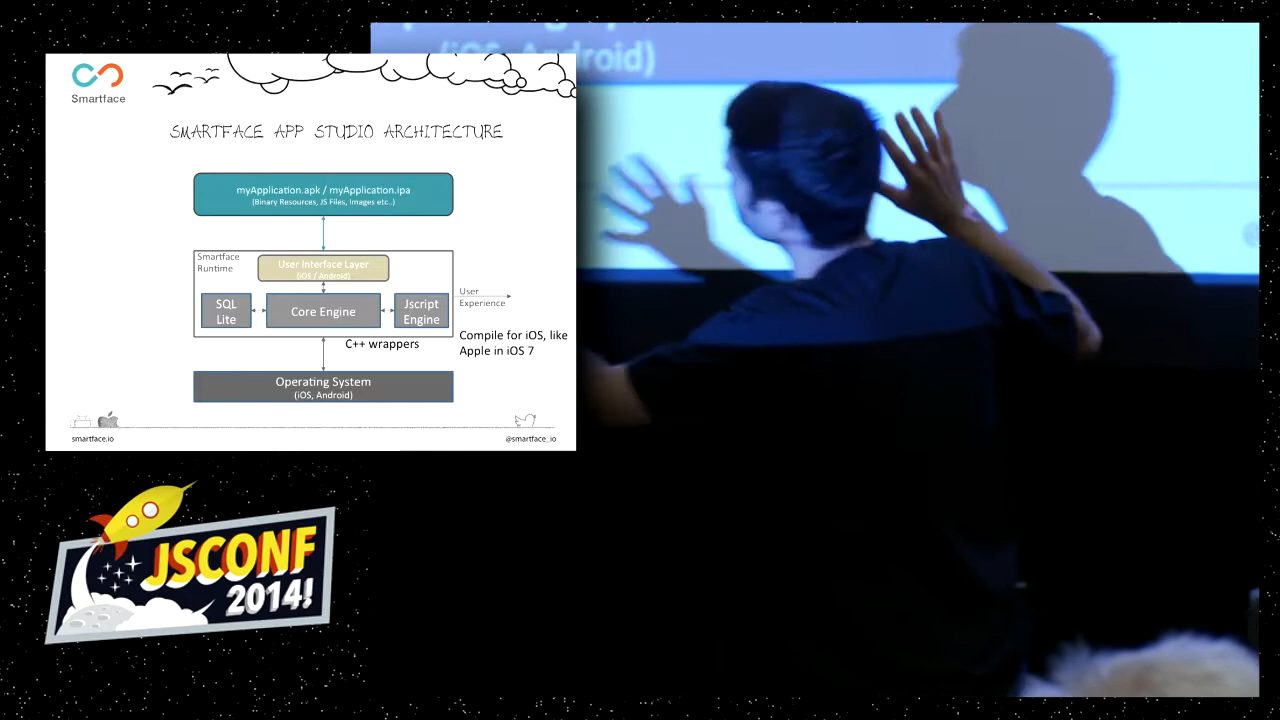 (iOS, Android)
Smartface
SMARTFACE APP STUDIO ARCHITECTURE
myApplication.apk / myApplication.ipa
(Binary Resources, JS Files, Images etc..)
Smartface
Runtime
User Interface Layer
(iOS / Android)
SQL
Lite
Core Engine
Jscript
Engine
User
Experience
C++ wrappers
Compile for iOS, like
Apple in iOS 7
Operating System
(iOS, Android)
smartface.io
@smartface_io
JSCONF
2014!